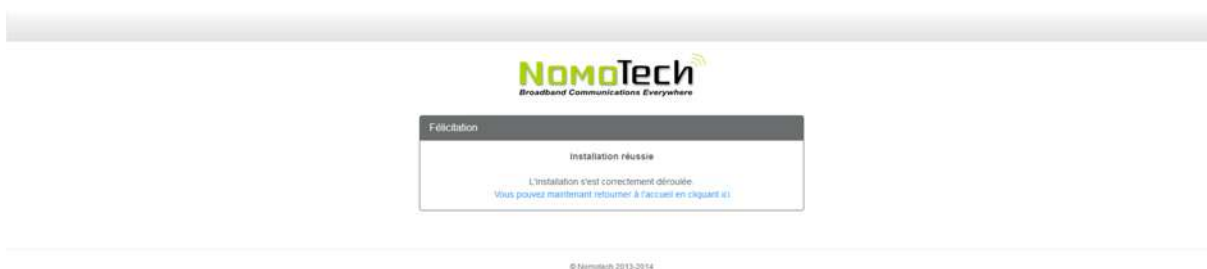 NomoTech
Broadband Communications Everywhere
Félicitation
Installation réussie
L'installation s'est correctement déroulée
Vous pouvez maintenant retourner à l'accueil en cliquant ici
© Nomotech 2013-2014